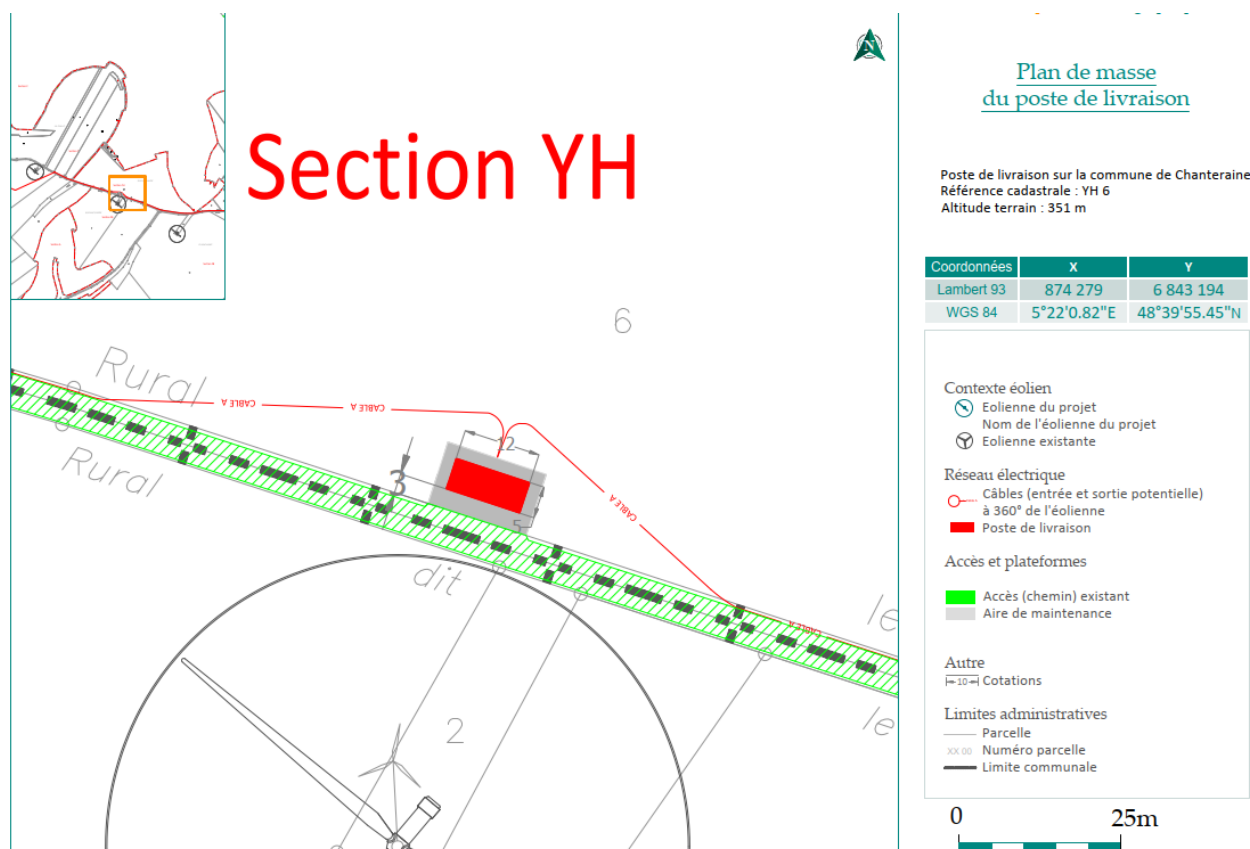 N
Section YH
6
Rural
Rural
CABLE A
CABLE A
12
3
CABLE A
5
dit
le
CABLE A
le
2
Plan de masse
du poste de livraison
Poste de livraison sur la commune de Chanteraine
Référence cadastrale : YH 6
Altitude terrain : 351 m
Coordonnées X Y
Lambert 93 874 279 6 843 194
WGS 84 5°22'0.82"E 48°39'55.45"N
Contexte éolien
Eolienne du projet
Nom de l'éolienne du projet
Eolienne existante
Réseau électrique
Câbles (entrée et sortie potentielle)
à 360° de l'éolienne
Poste de livraison
Accès et plateformes
Accès (chemin) existant
Aire de maintenance
Autre
10 Cotations
Limites administratives
Parcelle
XX 00 Numéro parcelle
Limite communale
0 25m